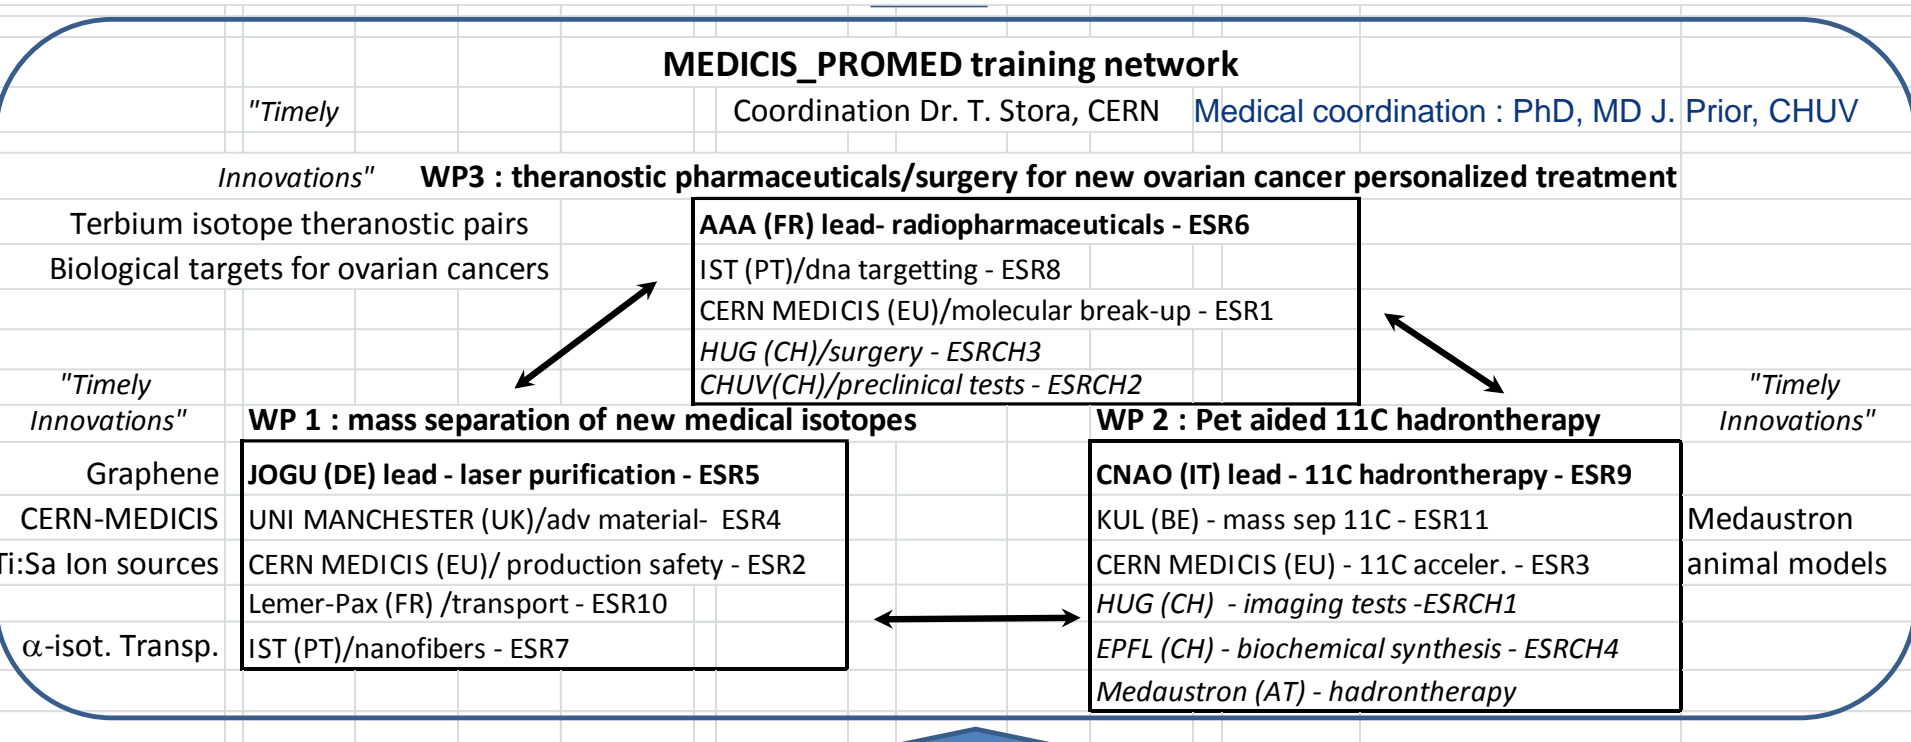 MEDICIS_PROMED training network
"Timely
Coordination Dr. T. Stora, CERN
Medical coordination : PhD, MD J. Prior, CHUV
Innovations"
WP3 : theranostic pharmaceuticals/surgery for new ovarian cancer personalized treatment
Terbium isotope theranostic pairs
Biological targets for ovarian cancers
AAA (FR) lead- radiopharmaceuticals - ESR6
IST (PT)/dna targetting - ESR8
CERN MEDICIS (EU)/molecular break-up - ESR1
HUG (CH)/surgery - ESRCH3
CHUV(CH)/preclinical tests - ESRCH2
"Timely
Innovations"
WP 1 : mass separation of new medical isotopes
Graphene
CERN-MEDICIS
Ti:Sa Ion sources
α-isot. Transp.
JOGU (DE) lead - laser purification - ESR5
UNI MANCHESTER (UK)/adv material- ESR4
CERN MEDICIS (EU)/ production safety - ESR2
Lemer-Pax (FR) /transport - ESR10
IST (PT)/nanofibers - ESR7
WP 2 : Pet aided 11C hadrontherapy
CNAO (IT) lead - 11C hadrontherapy - ESR9
KUL (BE) - mass sep 11C - ESR11
CERN MEDICIS (EU) - 11C acceler. - ESR3
HUG (CH) - imaging tests -ESRCH1
EPFL (CH) - biochemical synthesis - ESRCH4
Medaustron (AT) - hadrontherapy
"Timely
Innovations"
Medaustron
animal models